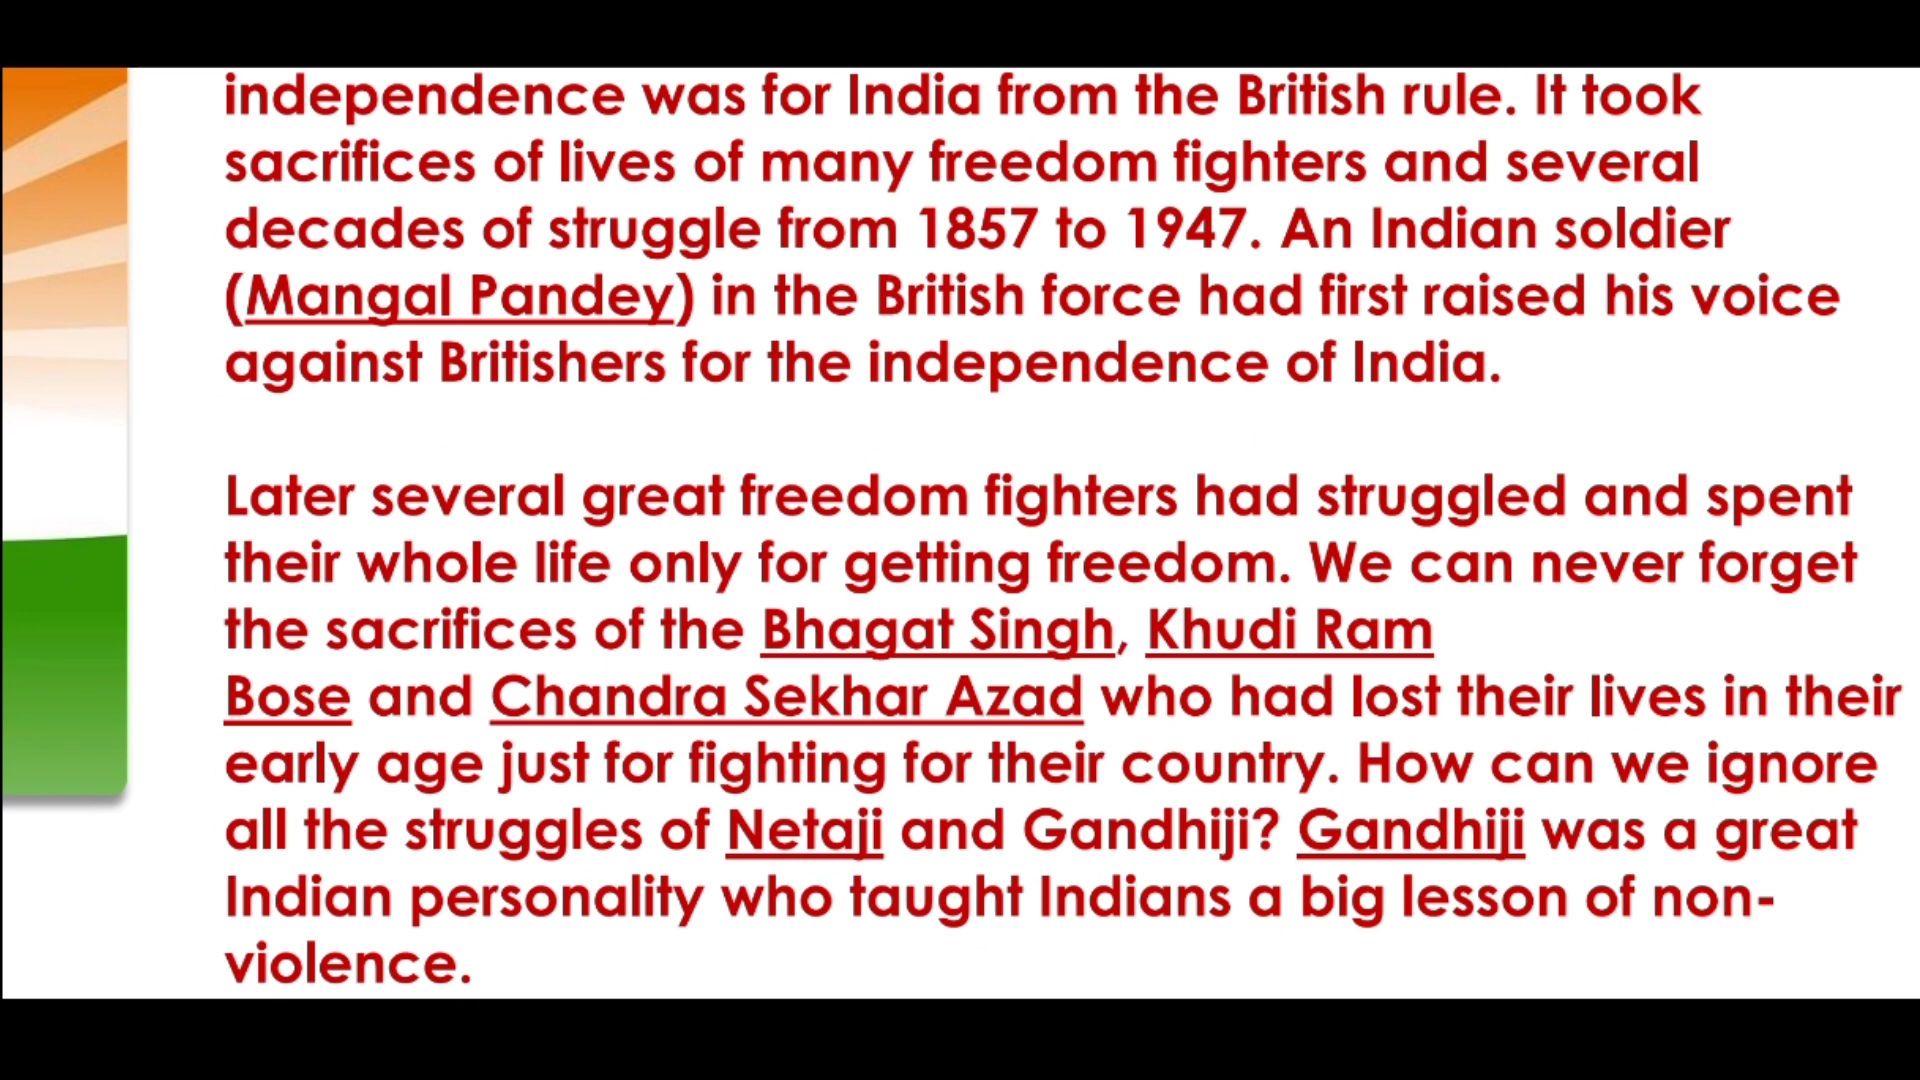 independence was for India from the British rule. It took
sacrifices of lives of many freedom fighters and several
decades of struggle from 1857 to 1947. An Indian soldier
(Mangal Pandey) in the British force had first raised his voice
against Britishers for the independence of India.
Later several great freedom fighters had struggled and spent
their whole life only for getting freedom. We can never forget
the sacrifices of the Bhagat Singh, Khudi Ram
Bose and Chandra Sekhar Azad who had lost their lives in their
early age just for fighting for their country. How can we ignore
all the struggles of Netaji and Gandhiji? Gandhiji was a great
Indian personality who taught Indians a big lesson of non-
violence.